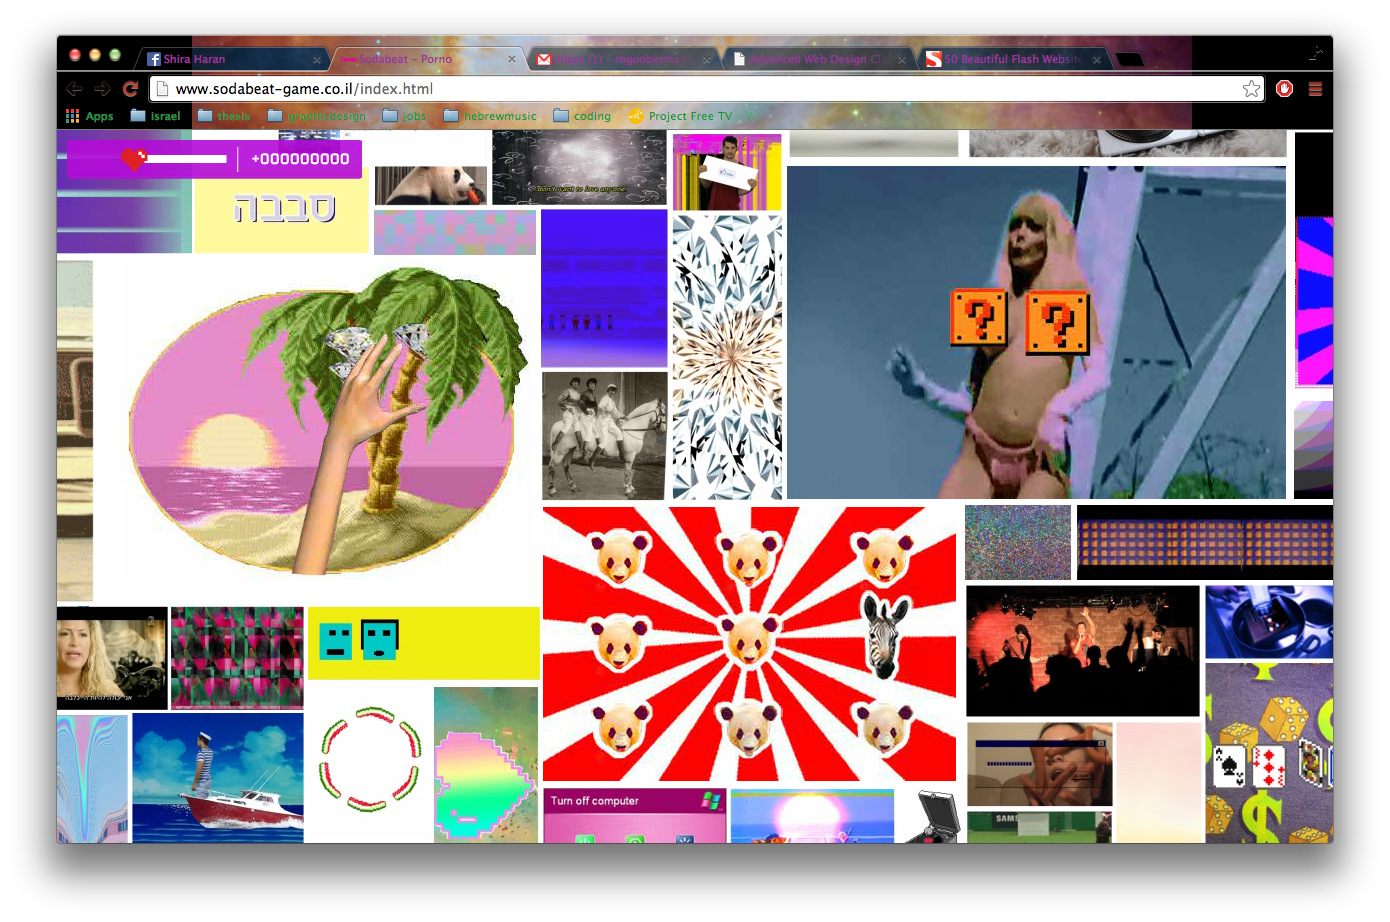 Shira Haran
Sodabeat - Porno
Advanced Web Design Cl
50 Beautiful Flash Website
www.sodabeat-game.co.il/index.html
Apps
israel
thesis
graphicdesign
jobs
hebrewmusic
coding
Project Free TV -
+000000000
סבבה
I don't want to love anyone
?
?
Turn off computer
SAMS